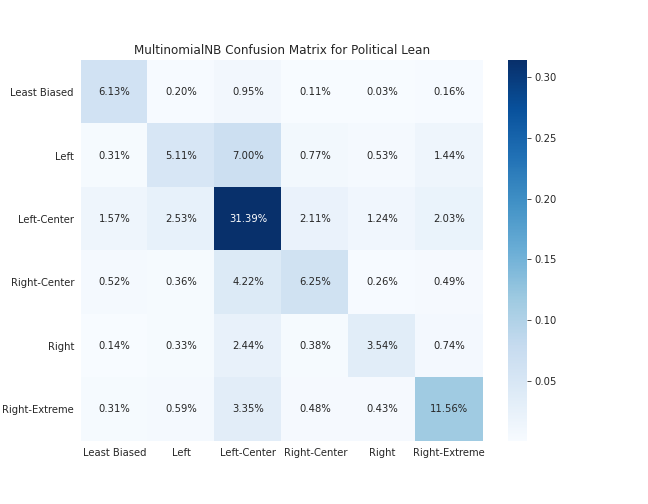 MultinomialNB Confusion Matrix for Political Lean
Least Biased 6.13% 0.20% 0.95% 0.11% 0.03% 0.16%
Left 0.31% 5.11% 7.00% 0.77% 0.53% 1.44%
Left-Center 1.57% 2.53% 31.39% 2.11% 1.24% 2.03%
Right-Center 0.52% 0.36% 4.22% 6.25% 0.26% 0.49%
Right 0.14% 0.33% 2.44% 0.38% 3.54% 0.74%
Right-Extreme 0.31% 0.59% 3.35% 0.48% 0.43% 11.56%
Least Biased Left Left-Center Right-Center Right Right-Extreme
0.30
0.25
0.20
0.15
0.10
0.05